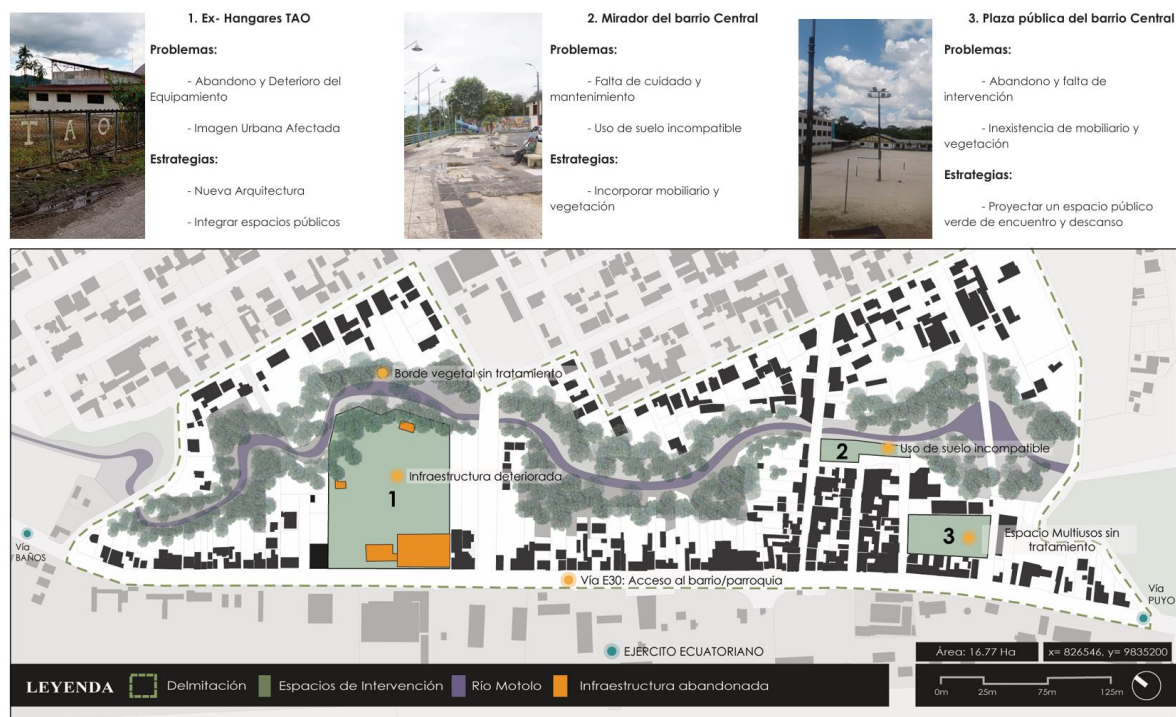 1. Ex- Hangares TAO
Problemas:
- Abandono y Deterioro del
Equipamiento
- Imagen Urbana Afectada
Estrategias:
- Nueva Arquitectura
- Integrar espacios públicos
TAO
2. Mirador del barrio Central
Problemas:
- Falta de cuidado y
mantenimiento
- Uso de suelo incompatible
Estrategias:
- Incorporar mobiliario y
vegetación
3. Plaza pública del barrio Central
Problemas:
- Abandono y falta de
intervención
- Inexistencia de mobiliario y
vegetación
Estrategias:
- Proyectar un espacio público
verde de encuentro y descanso
Borde vegetal sin tratamiento
Infraestructura deteriorada
1
2
Uso de suelo incompatible
3
Espacio Multiusos sin
tratamiento
Vía
BAÑOS
Vía E30: Acceso al barrio/parroquia
Vía
PUYO
EJERCITO ECUATORIANO
Área: 16.77 Ha
x= 826546, y= 9835200
LEYENDA
Delmitación
Espacios de Intervención
Río Motolo
Infraestructura abandonada
0m 25m 75m 125m